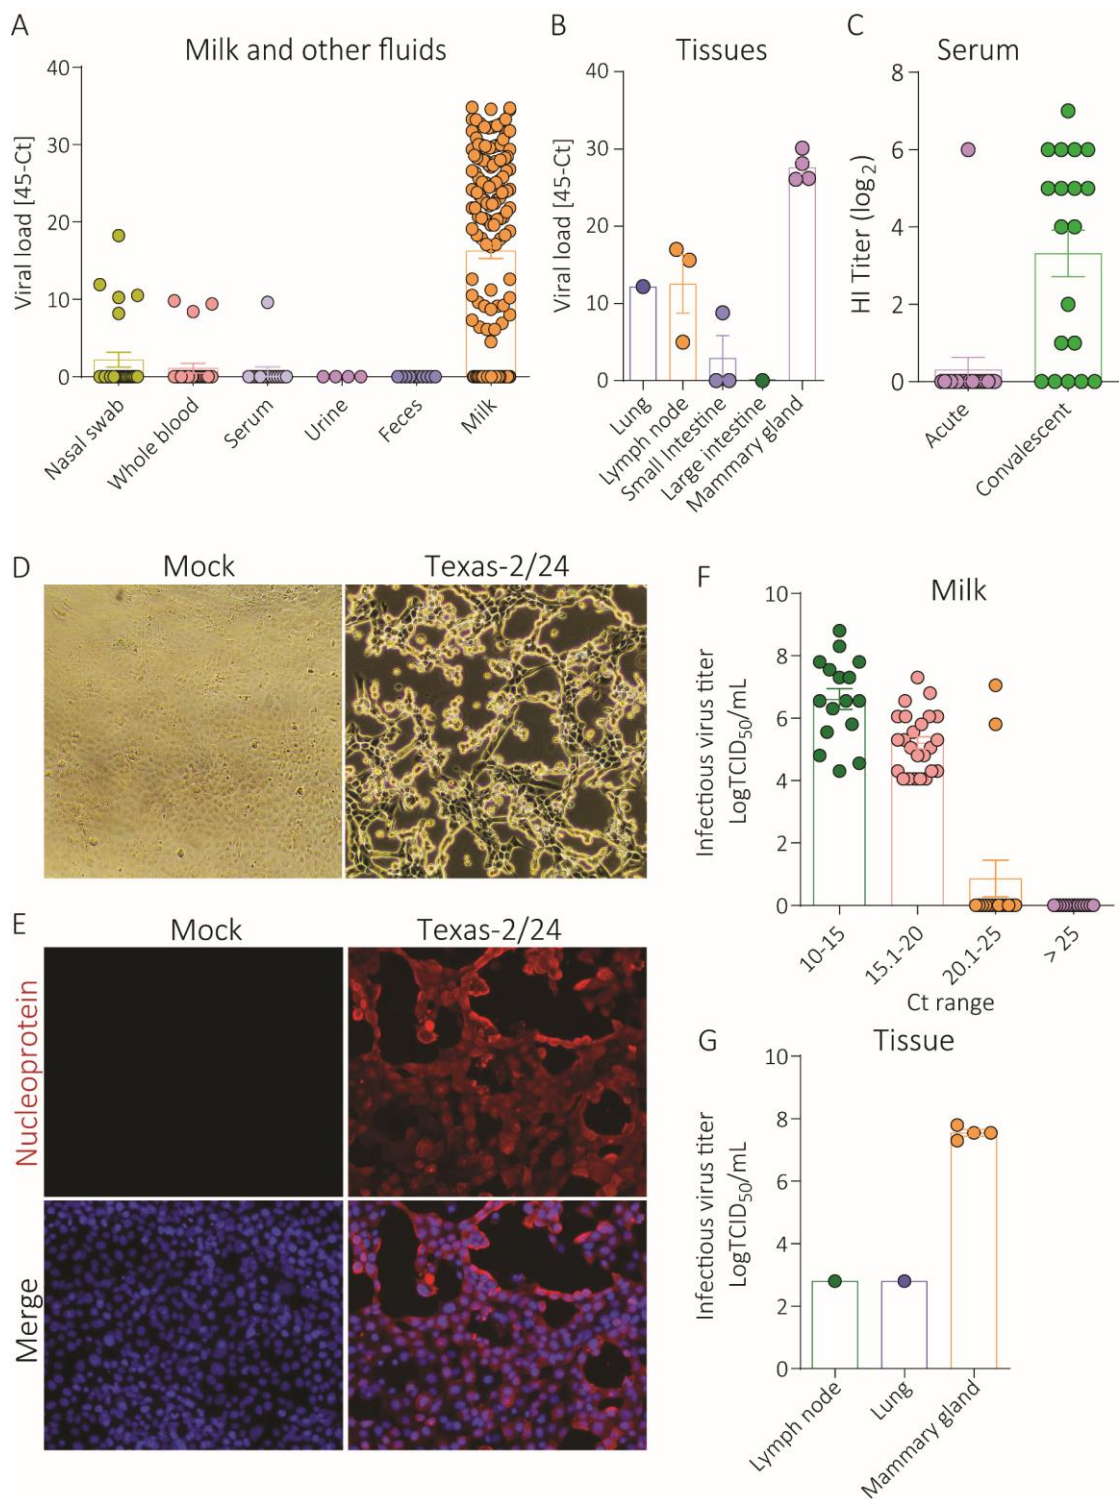 A
Milk and other fluids
Viral load [45-Ct]
40
30
20
10
0
Nasal swab
Whole blood
Serum
Urine
Feces
Milk
B
Tissues
Viral load [45-Ct]
40
30
20
10
0
Lung
Lymph node
Small Intestine
Large intestine
Mammary gland
C
Serum
HI Titer (log2)
8
6
4
2
0
Acute
Convalescent
D
Mock
Texas-2/24
E
Mock
Texas-2/24
Nucleoprotein
Merge
F
Milk
Infectious virus titer
LogTCID50/mL
10
8
6
4
2
0
10-15
15.1-20
20.1-25
> 25
Ct range
G
Tissue
Infectious virus titer
LogTCID50/mL
10
8
6
4
2
0
Lymph node
Lung
Mammary gland